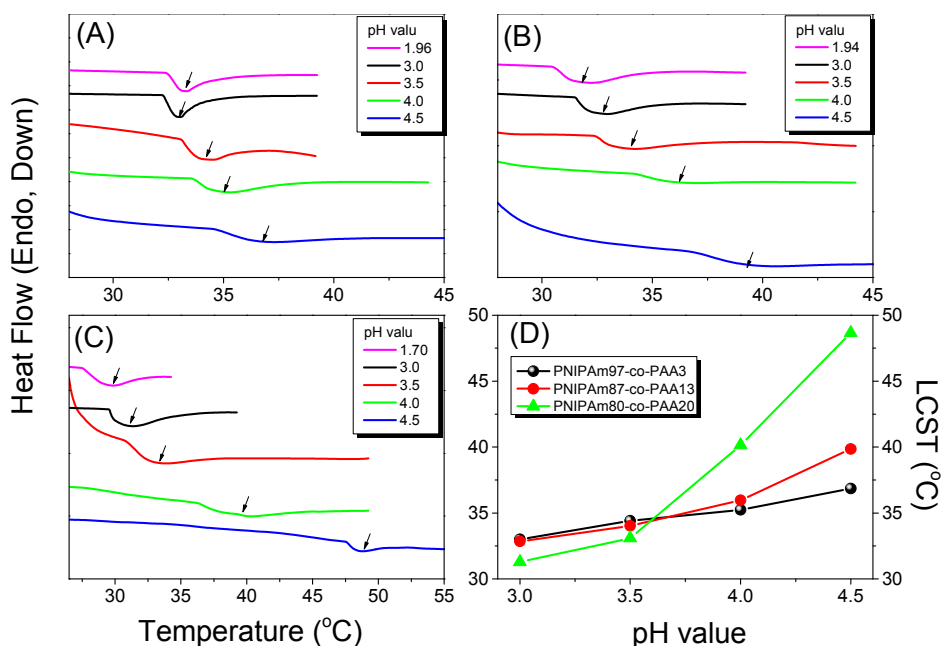 Heat Flow (Endo, Down)
(A)
pH valu
1.96
3.0
3.5
4.0
4.5
30 35 40 45
(B)
pH valu
1.94
3.0
3.5
4.0
4.5
30 35 40 45
(C)
pH valu
1.70
3.0
3.5
4.0
4.5
30 35 40 45 50 55
Temperature (°C)
(D)
PNIPAm97-co-PAA3
PNIPAm87-co-PAA13
PNIPAm80-co-PAA20
45
40
35
30
50
45
40
35
30
LCST (°C)
3.0 3.5 4.0 4.5
pH value